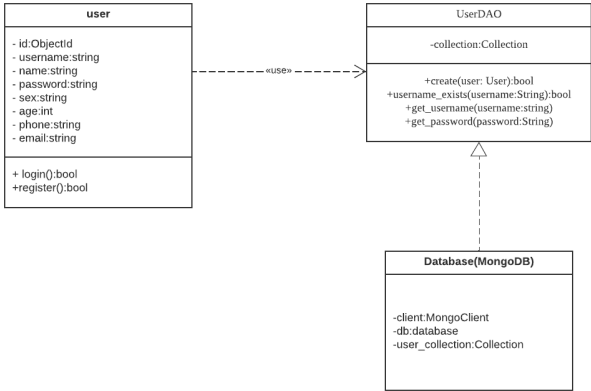 user
- id:ObjectId
- username:string
- name:string
- password:string
- sex:string
- age:int
- phone:string
- email:string
+ login():bool
+register():bool
«use»
UserDAO
-collection:Collection
+create(user: User):bool
+username_exists(username:String):bool
+get_username(username:string)
+get_password(password:String)
Database(MongoDB)
-client:MongoClient
-db:database
-user_collection:Collection